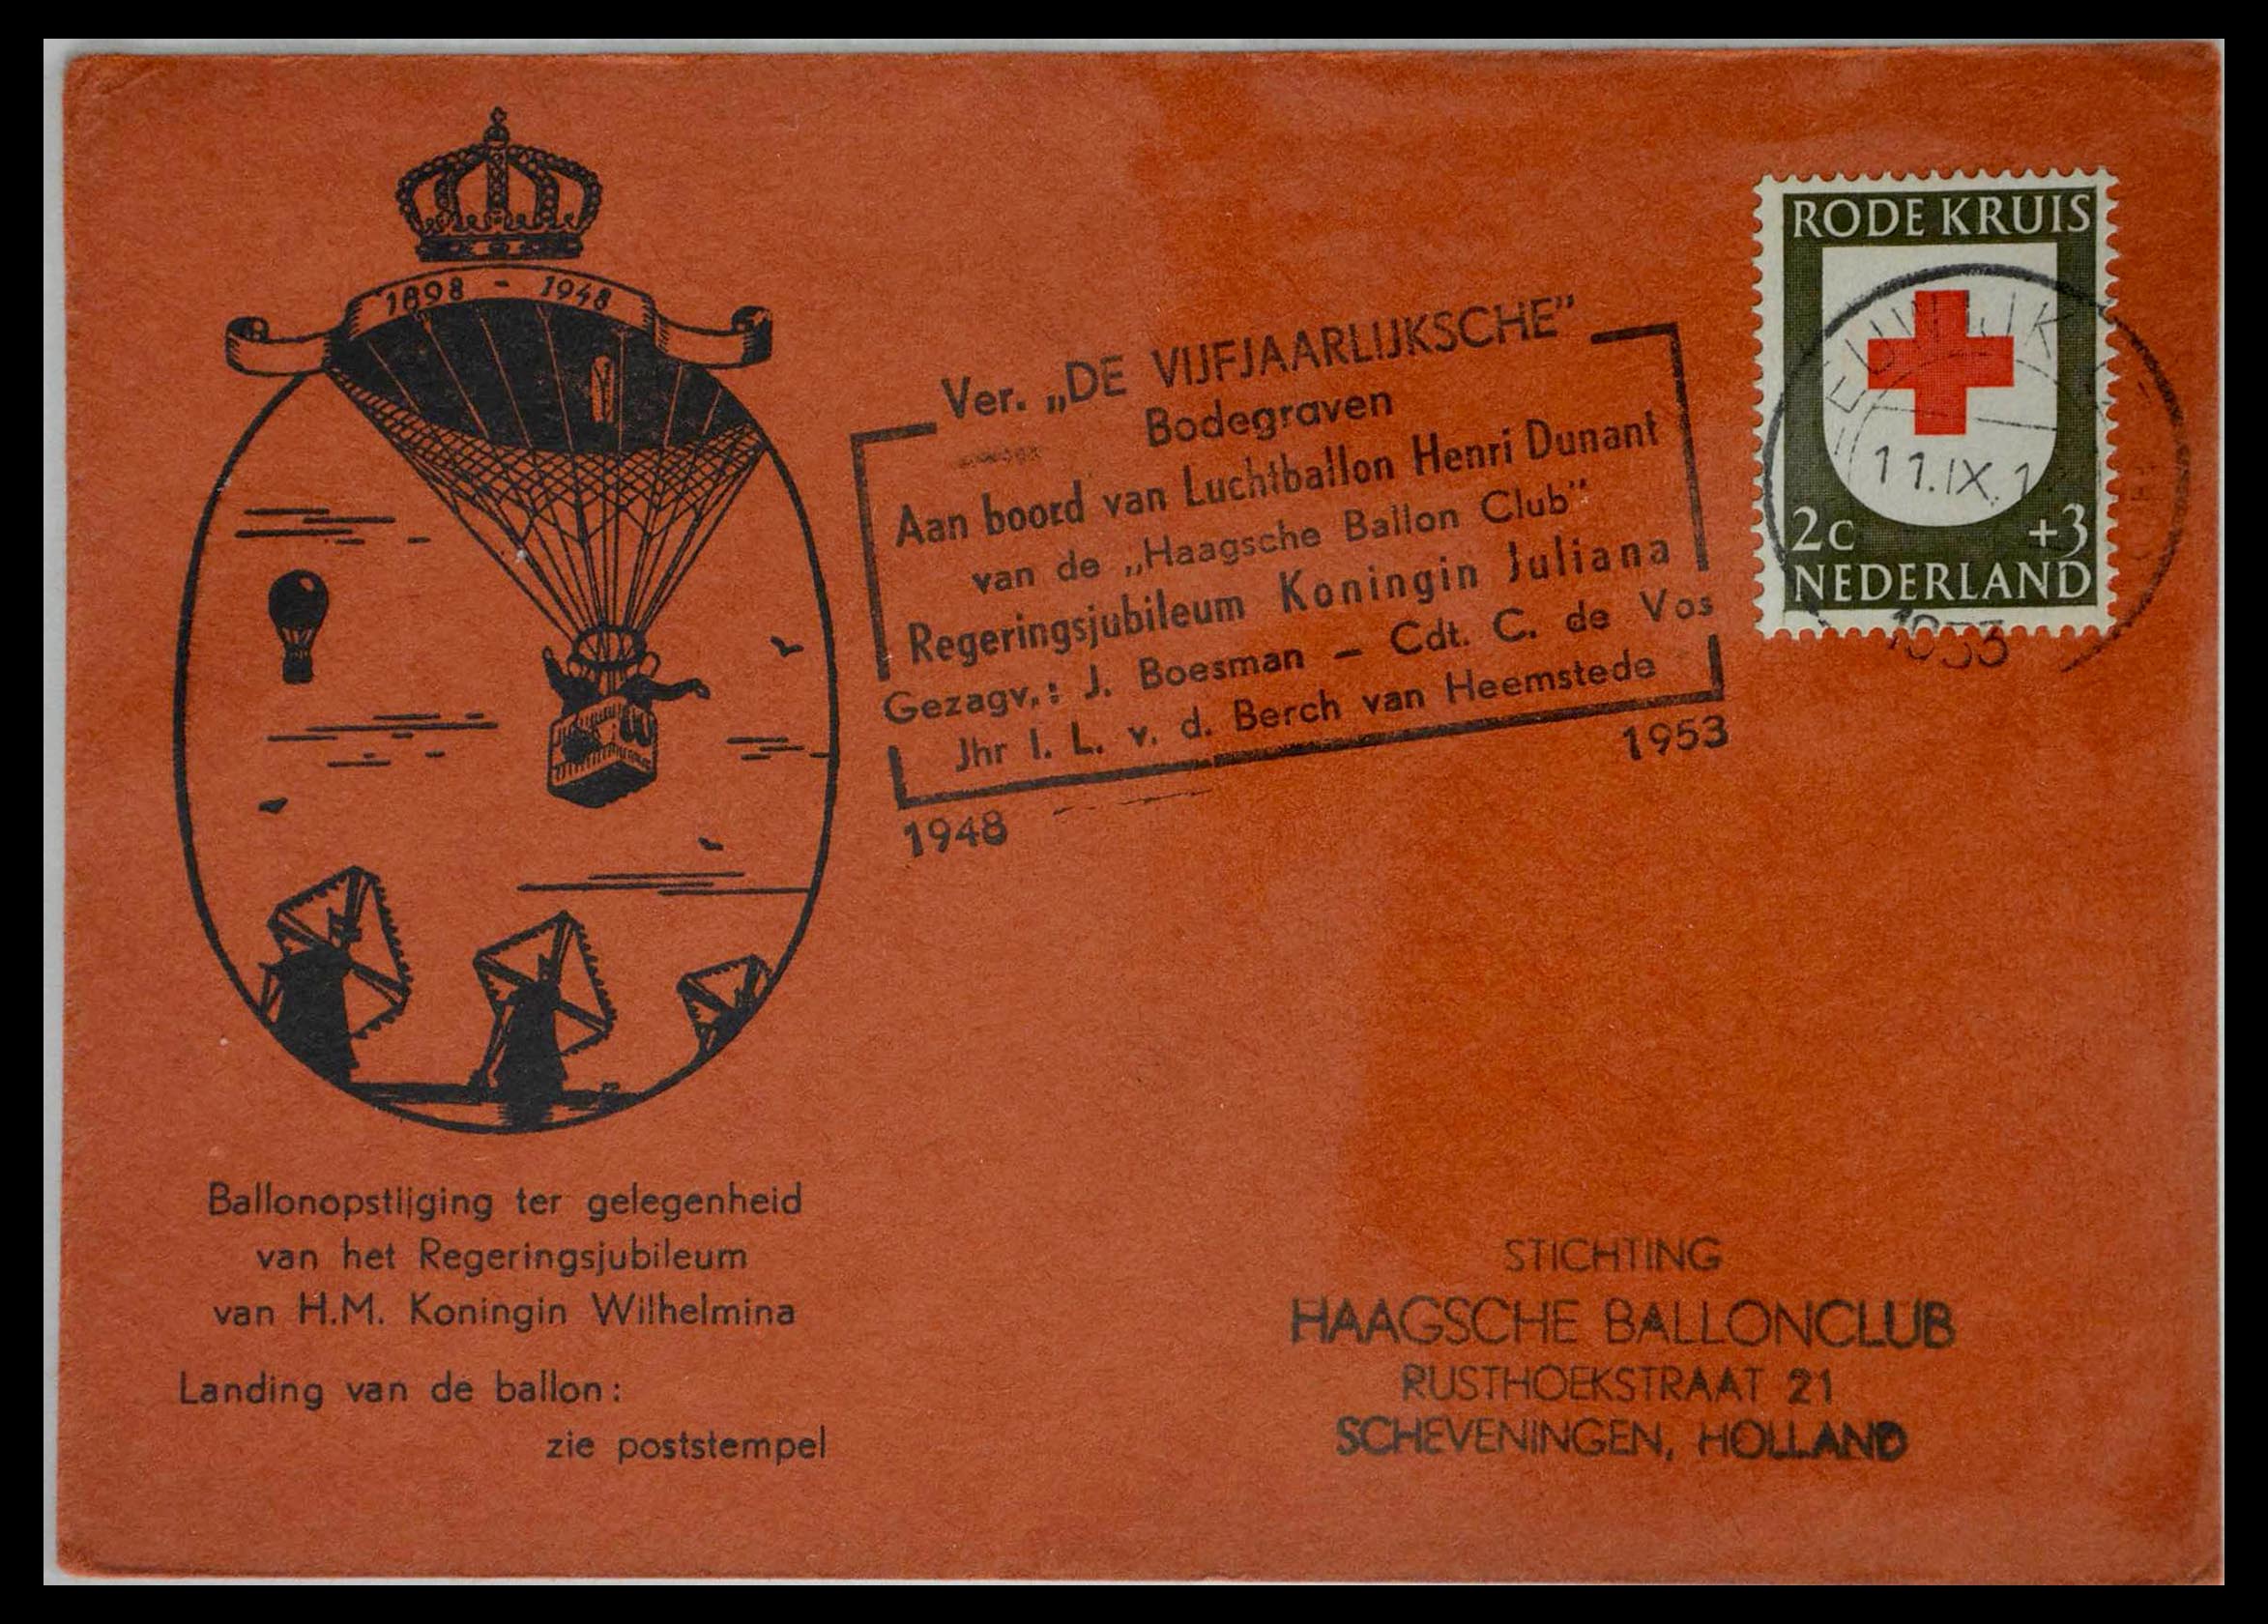 1898 - 1948
Ver. „DE VIJFJAARLIJKSCHE”
Bodegraven
Aan boord van Luchtballon Henri Dunant
van de „Haagsche Ballon Club”
Regeringsjubileum Koningin Juliana
Gezagv.: J. Boesman – Cdt. C. de Vos
Jhr I. L. v. d. Berch van Heemstede
1948
1953
RODE KRUIS
2c +3
NEDERLAND
11.IX.1
1953
Ballonopstijging ter gelegenheid
van het Regeringsjubileum
van H.M. Koningin Wilhelmina
Landing van de ballon:
zie poststempel
STICHTING
HAAGSCHE BALLONCLUB
RUSTHOEKSTRAAT 21
SCHEVENINGEN, HOLLAND